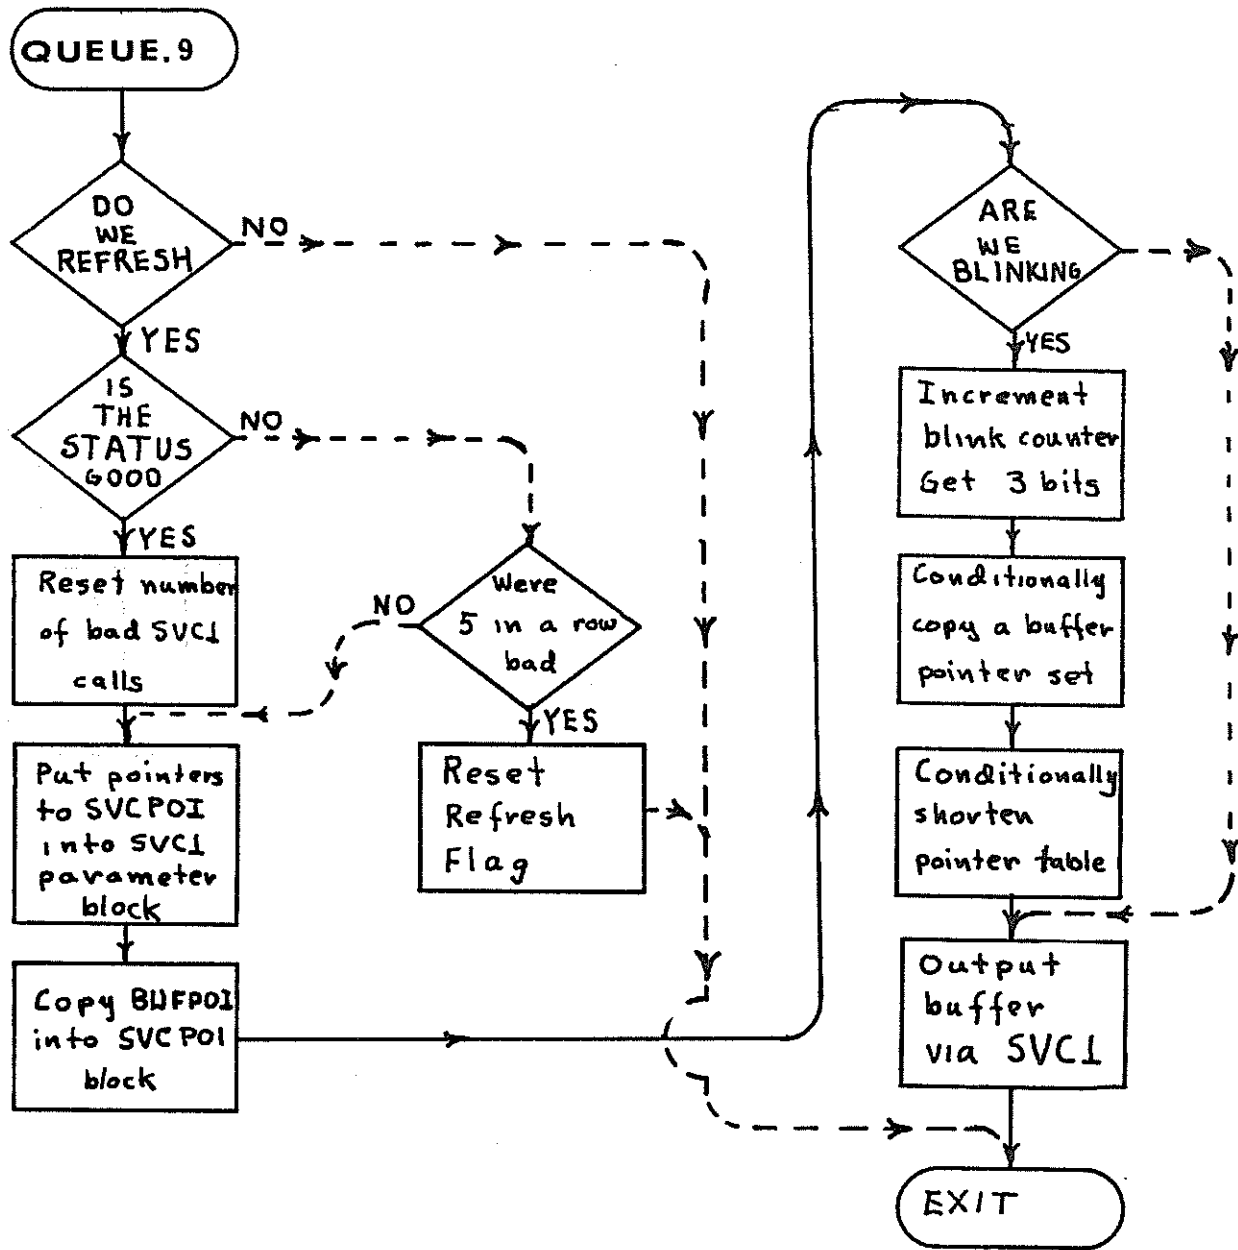 QUEUE.9
DO
WE
REFRESH
NO
YES
IS
THE
STATUS
GOOD
NO
YES
Reset number
of bad SVC1
calls
Were
5 in a row
bad
NO
YES
Reset
Refresh
Flag
Put pointers
to SVCPOI
into SVC1
parameter
block
Copy BUFPOI
into SVCPOI
block
ARE
WE
BLINKING
YES
Increment
blink counter
Get 3 bits
Conditionally
copy a buffer
pointer set
Conditionally
shorten
pointer table
Output
buffer
via SVC1
EXIT